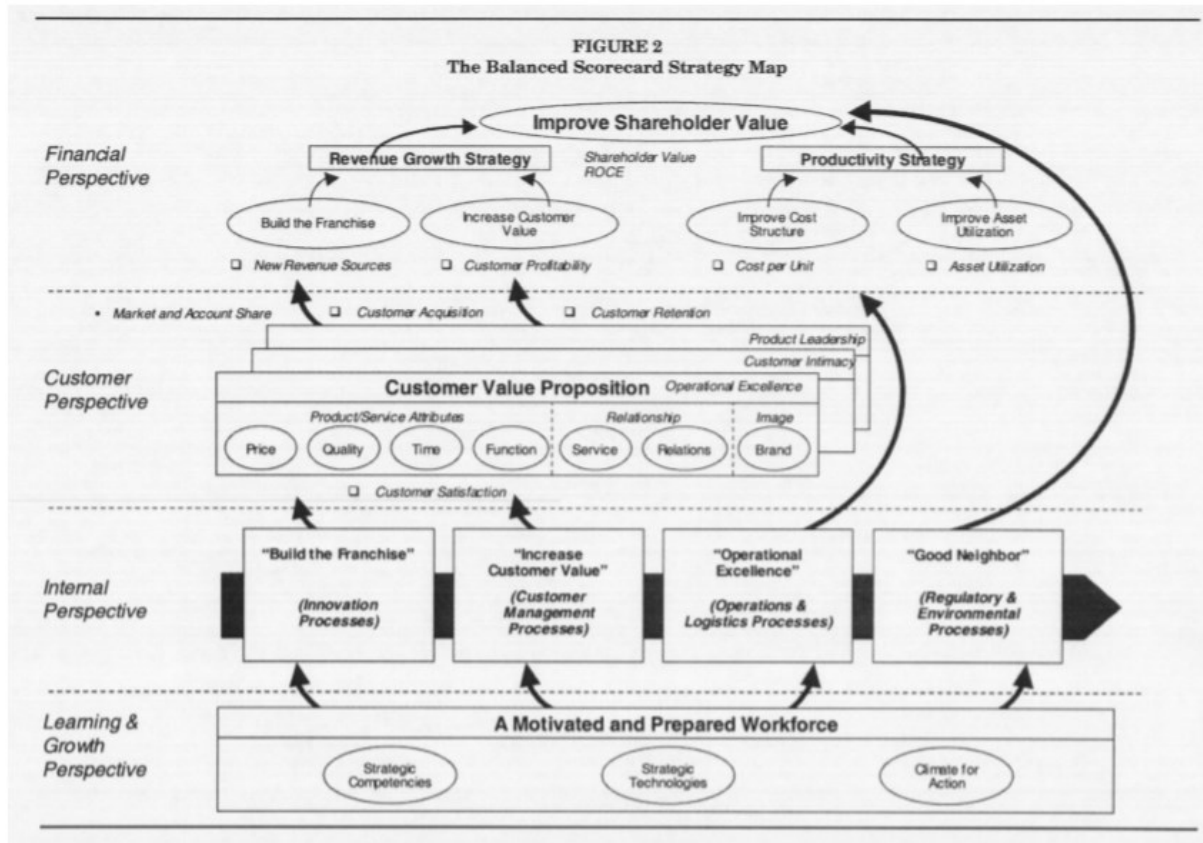 FIGURE 2
The Balanced Scorecard Strategy Map
Financial
Perspective
Improve Shareholder Value
Revenue Growth Strategy
Shareholder Value
ROCE
Productivity Strategy
Build the Franchise
Increase Customer
Value
Improve Cost
Structure
Improve Asset
Utilization
❑ New Revenue Sources
❑ Customer Profitability
❑ Cost per Unit
❑ Asset Utilization
Customer
Perspective
• Market and Account Share
❑ Customer Acquisition
❑ Customer Retention
Product Leadership
Customer Intimacy
Customer Value Proposition
Operational Excellence
Product/Service Attributes
Relationship
Image
Price
Quality
Time
Function
Service
Relations
Brand
❑ Customer Satisfaction
Internal
Perspective
"Build the Franchise"
(Innovation
Processes)
"Increase
Customer Value"
(Customer
Management
Processes)
"Operational
Excellence"
(Operations &
Logistics Processes)
"Good Neighbor"
(Regulatory &
Environmental
Processes)
Learning &
Growth
Perspective
A Motivated and Prepared Workforce
Strategic
Competencies
Strategic
Technologies
Climate for
Action